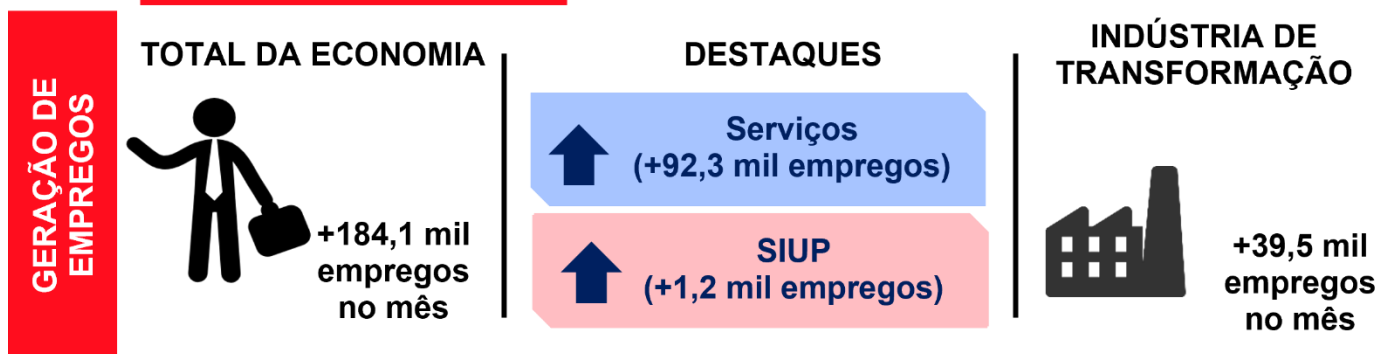 GERAÇÃO DE
EMPREGOS
TOTAL DA ECONOMIA
+184,1 mil
empregos
no mês
DESTAQUES
Serviços
(+92,3 mil empregos)
SIUP
(+1,2 mil empregos)
INDÚSTRIA DE
TRANSFORMAÇÃO
+39,5 mil
empregos
no mês